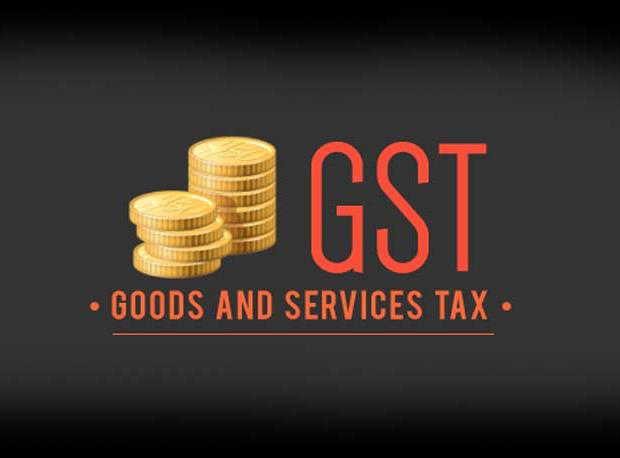 GST
• GOODS AND SERVICES TAX •